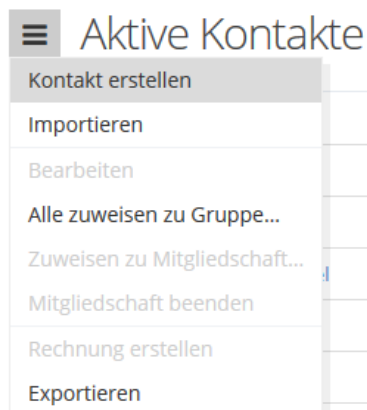 Aktive Kontakte
Kontakt erstellen
Importieren
Bearbeiten
Alle zuweisen zu Gruppe...
Zuweisen zu Mitgliedschaft...
Mitgliedschaft beenden
Rechnung erstellen
Exportieren